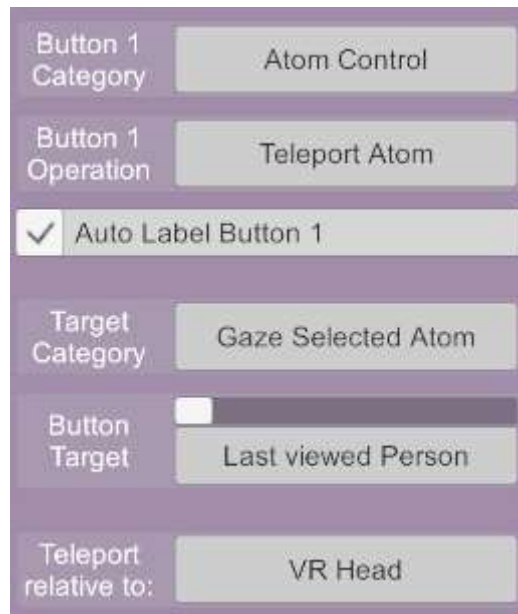 Button 1
Category
Atom Control
Button 1
Operation
Teleport Atom
Auto Label Button 1
Target
Category
Gaze Selected Atom
Button
Target
Last viewed Person
Teleport
relative to:
VR Head